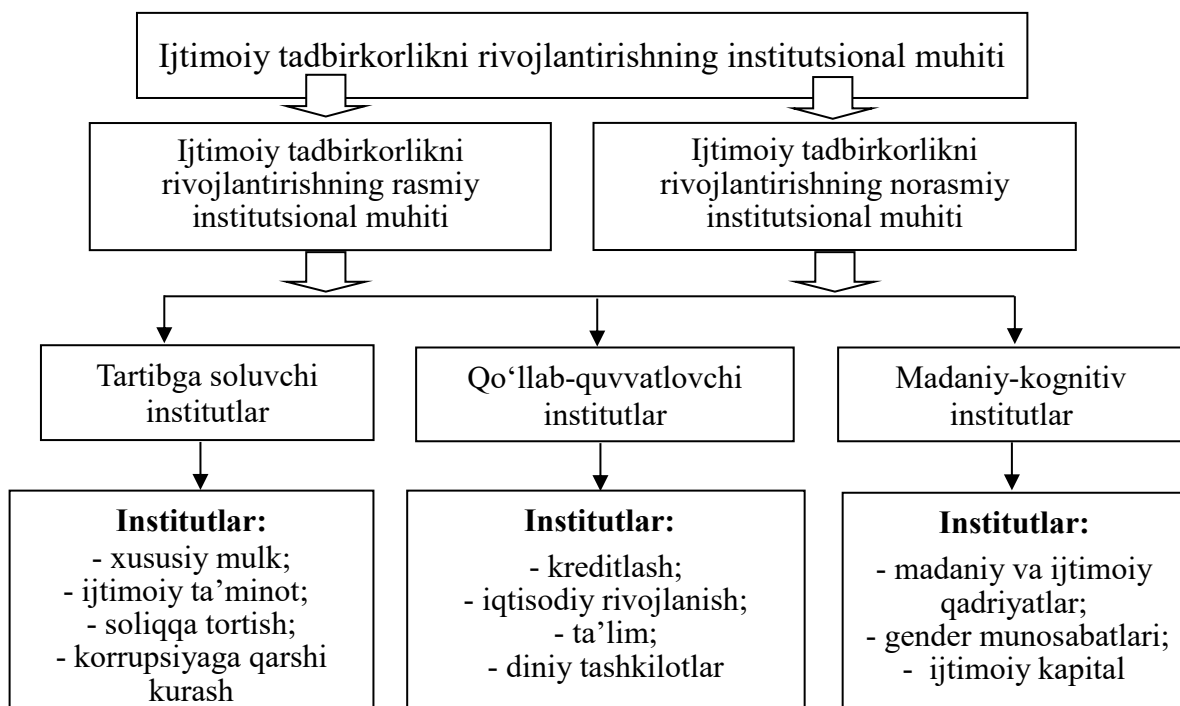 Ijtimoiy tadbirkorlikni rivojlantirishning institutsional muhiti
Ijtimoiy tadbirkorlikni
rivojlantirishning rasmiy
institutsional muhiti
Ijtimoiy tadbirkorlikni
rivojlantirishning norasmiy
institutsional muhiti
Tartibga soluvchi
institutlar
Qo‘llab-quvvatlovchi
institutlar
Madaniy-kognitiv
institutlar
Institutlar:
- xususiy mulk;
- ijtimoiy ta’minot;
- soliqqa tortish;
- korrupsiyaga qarshi
kurash
Institutlar:
- kreditlash;
- iqtisodiy rivojlanish;
- ta’lim;
- diniy tashkilotlar
Institutlar:
- madaniy va ijtimoiy
qadriyatlar;
- gender munosabatlari;
- ijtimoiy kapital